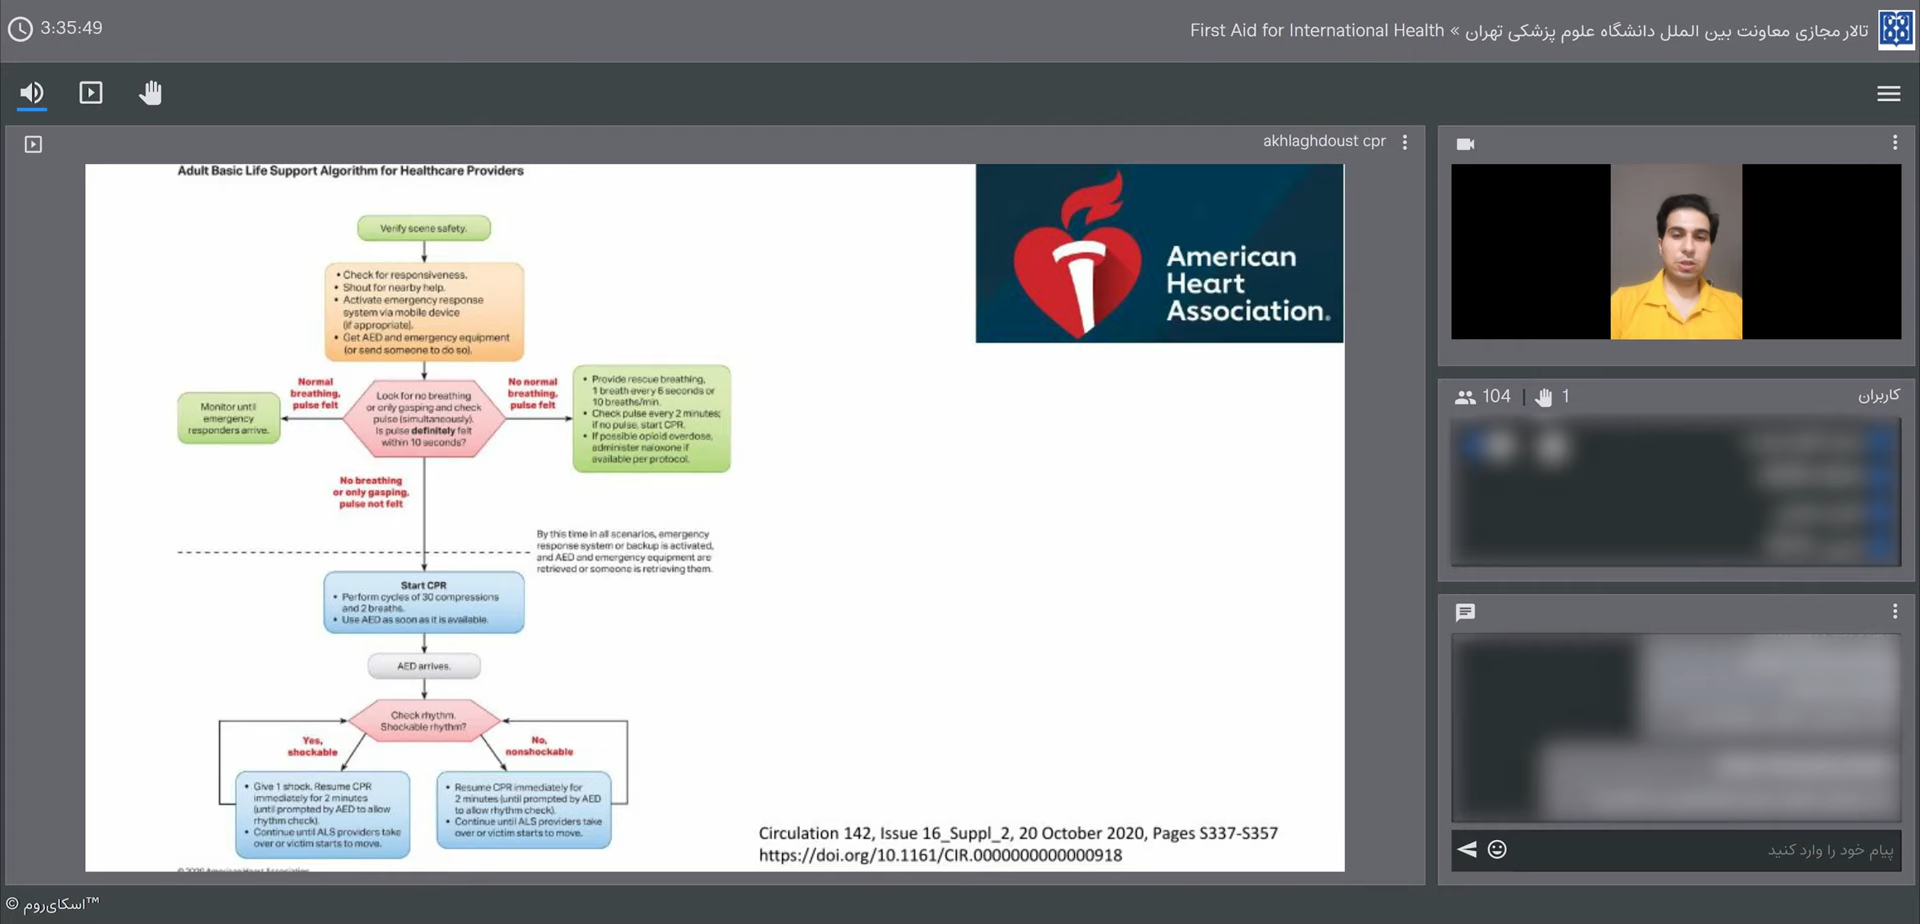 3:35:49
تالار مجازی معاونت بین الملل دانشگاه علوم پزشکی تهران » First Aid for International Health
akhlaghdoust cpr
Adult Basic Life Support Algorithm for Healthcare Providers
Verify scene safety.
• Check for responsiveness.
• Shout for nearby help.
• Activate emergency response
system via mobile device
(if appropriate).
• Get AED and emergency equipment
(or send someone to do so).
Normal
breathing,
pulse felt
Monitor until
emergency
responders arrive.
Look for no breathing
or only gasping and check
pulse (simultaneously).
Is pulse definitely felt
within 10 seconds?
No normal
breathing,
pulse felt
• Provide rescue breathing,
1 breath every 6 seconds or
10 breaths/min.
• Check pulse every 2 minutes;
if no pulse, start CPR.
• If possible opioid overdose,
administer naloxone if
available per protocol.
No breathing
or only gasping,
pulse not felt
By this time in all scenarios, emergency
response system or backup is activated,
and AED and emergency equipment are
retrieved or someone is retrieving them.
Start CPR
• Perform cycles of 30 compressions
and 2 breaths.
• Use AED as soon as it is available.
AED arrives.
Check rhythm.
Shockable rhythm?
Yes,
shockable
No,
nonshockable
• Give 1 shock. Resume CPR
immediately for 2 minutes
(until prompted by AED to allow
rhythm check).
• Continue until ALS providers take
over or victim starts to move.
• Resume CPR immediately for
2 minutes (until prompted by AED
to allow rhythm check).
• Continue until ALS providers take
over or victim starts to move.
American
Heart
Association®
Circulation 142, Issue 16_Suppl_2, 20 October 2020, Pages S337-S357
https://doi.org/10.1161/CIR.0000000000000918
© 2020 American Heart Association
کاربران
104 | 1
پیام خود را وارد کنید
© اسکای‌روم™